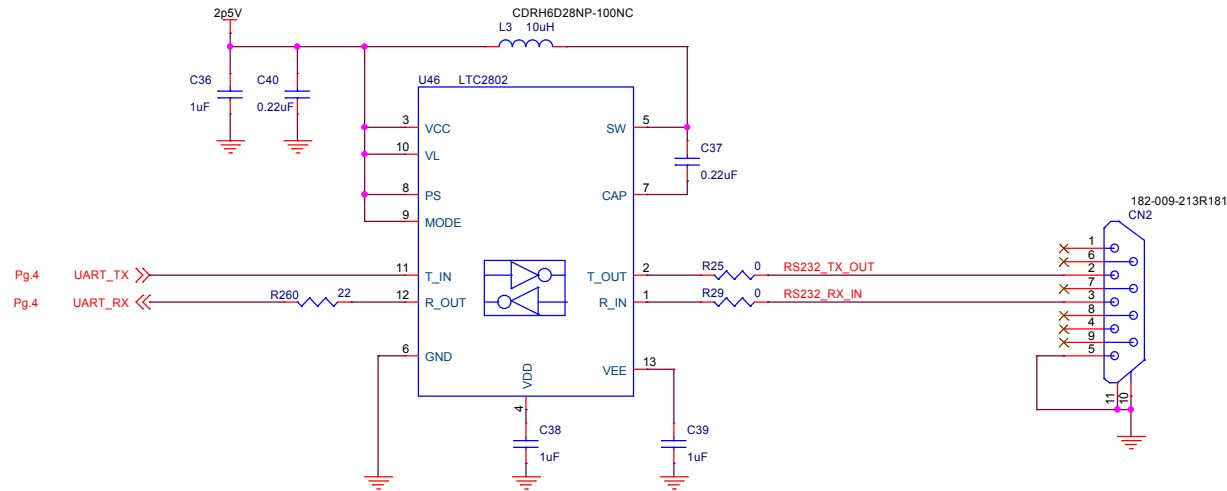 2p5V
CDRH6D28NP-100NC
L3 10uH
C36
1uF
C40
0.22uF
U46 LTC2802
3 VCC
10 VL
8 PS
9 MODE
11 T_IN
12 R_OUT
6 GND
VDD
4
SW 5
CAP 7
T_OUT 2
R_IN 1
VEE 13
C37
0.22uF
Pg.4 UART_TX
Pg.4 UART_RX
R260 22
R25 0 RS232_TX_OUT
R29 0 RS232_RX_IN
C38
1uF
C39
1uF
182-009-213R181
CN2
1
6
2
7
3
8
4
9
5
11
10